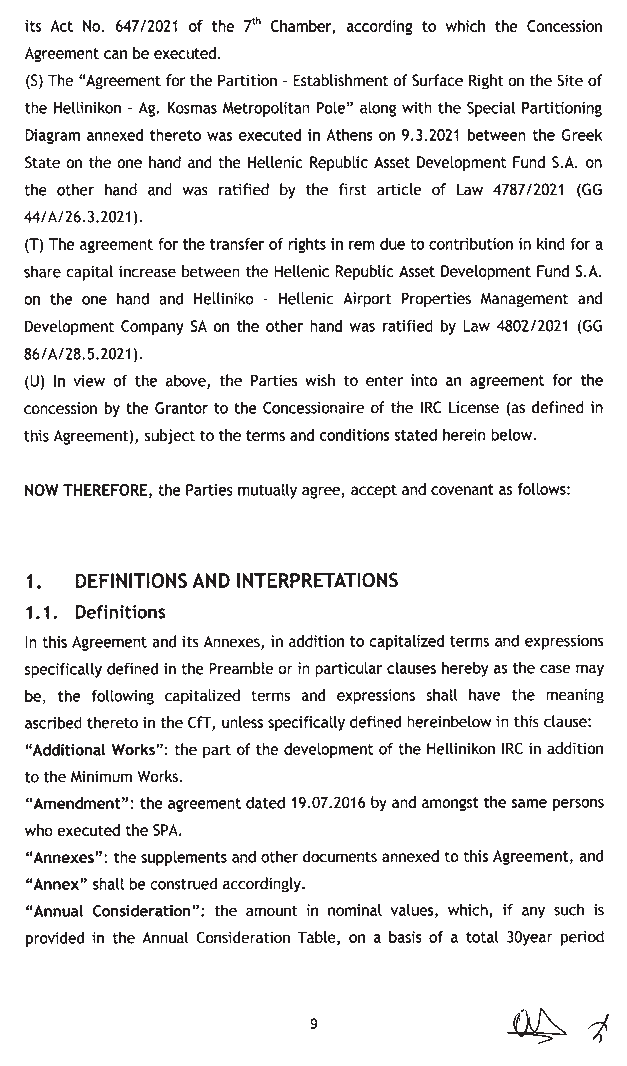 its Act No. 647/2021 of the 7th Chamber, according to which the Concession
Agreement can be executed.
(S) The “Agreement for the Partition - Establishment of Surface Right on the Site of
the Hellinikon - Ag. Kosmas Metropolitan Pole” along with the Special Partitioning
Diagram annexed thereto was executed in Athens on 9.3.2021 between the Greek
State on the one hand and the Hellenic Republic Asset Development Fund S.A. on
the other hand and was ratified by the first article of Law 4787/2021 (GG
44/A/26.3.2021).
(T) The agreement for the transfer of rights in rem due to contribution in kind for a
share capital increase between the Hellenic Republic Asset Development Fund S.A.
on the one hand and Helliniko - Hellenic Airport Properties Management and
Development Company SA on the other hand was ratified by Law 4802/2021 (GG
86/A/28.5.2021).
(U) In view of the above, the Parties wish to enter into an agreement for the
concession by the Grantor to the Concessionaire of the IRC License (as defined in
this Agreement), subject to the terms and conditions stated herein below.
NOW THEREFORE, the Parties mutually agree, accept and covenant as follows:
1. DEFINITIONS AND INTERPRETATIONS
1.1. Definitions
In this Agreement and its Annexes, in addition to capitalized terms and expressions
specifically defined in the Preamble or in particular clauses hereby as the case may
be, the following capitalized terms and expressions shall have the meaning
ascribed thereto in the CfT, unless specifically defined hereinbelow in this clause:
“Additional Works”: the part of the development of the Hellinikon IRC in addition
to the Minimum Works.
“Amendment”: the agreement dated 19.07.2016 by and amongst the same persons
who executed the SPA.
“Annexes”: the supplements and other documents annexed to this Agreement, and
“Annex” shall be construed accordingly.
“Annual Consideration”: the amount in nominal values, which, if any such is
provided in the Annual Consideration Table, on a basis of a total 30year period
9